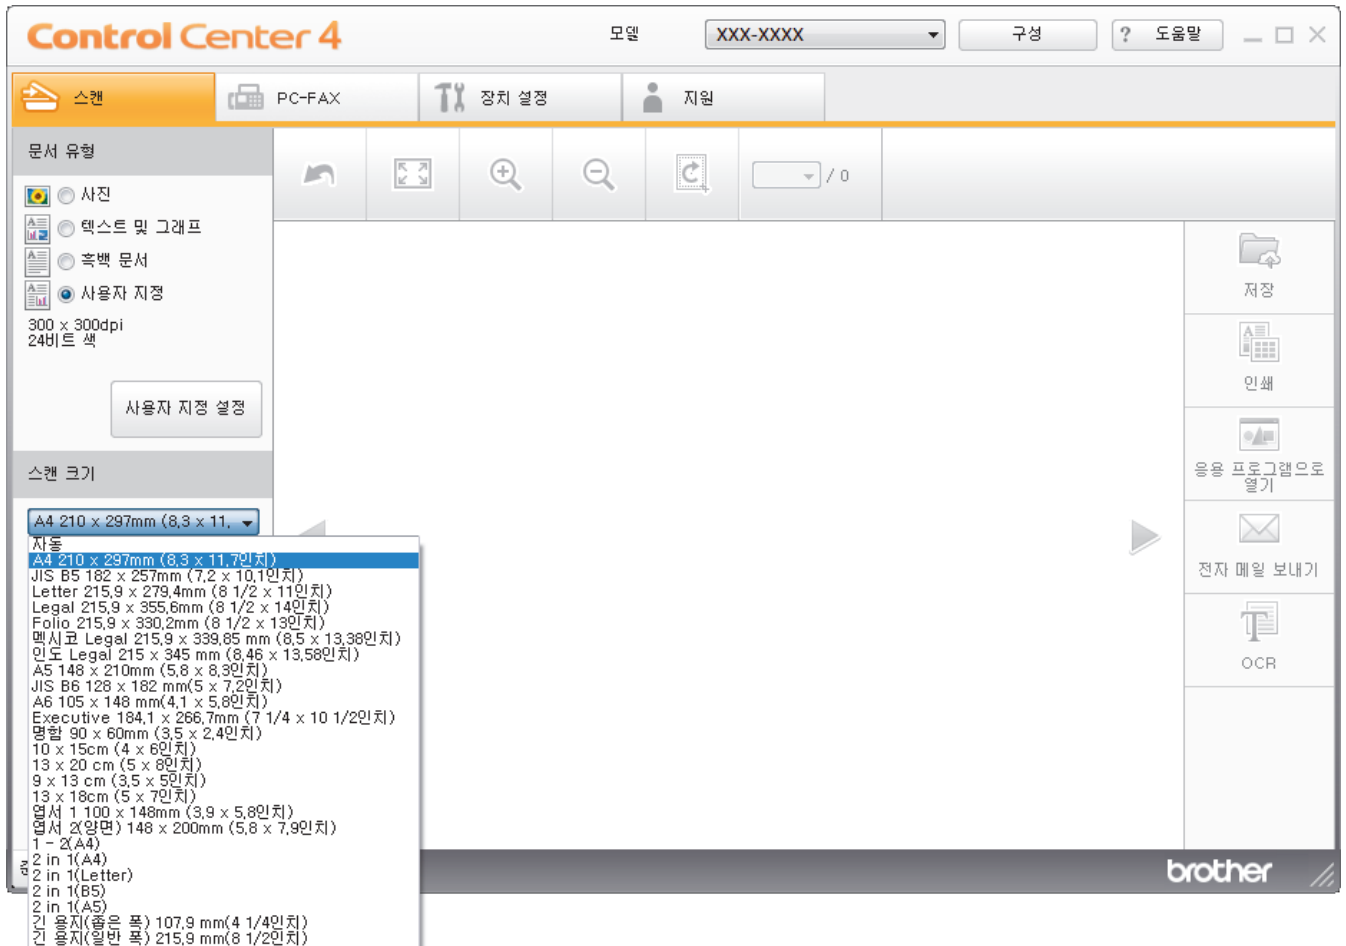 Control Center 4
모델
XXX-XXXX
구성
? 도움말
스캔
PC-FAX
장치 설정
지원
문서 유형
사진
텍스트 및 그래프
흑백 문서
사용자 지정
300 x 300dpi
24비트 색
사용자 지정 설정
/ 0
스캔 크기
A4 210 x 297mm (8,3 x 11,
자동
A4 210 x 297mm (8,3 x 11,7인치)
JIS B5 182 x 257mm (7,2 x 10,1인치)
Letter 215,9 x 279,4mm (8 1/2 x 11인치)
Legal 215,9 x 355,6mm (8 1/2 x 14인치)
Folio 215,9 x 330,2mm (8 1/2 x 13인치)
멕시코 Legal 215,9 x 339,85 mm (8,5 x 13,38인치)
인도 Legal 215 x 345 mm (8,46 x 13,58인치)
A5 148 x 210mm (5,8 x 8,3인치)
JIS B6 128 x 182 mm(5 x 7,2인치)
A6 105 x 148 mm(4,1 x 5,8인치)
Executive 184,1 x 266,7mm (7 1/4 x 10 1/2인치)
명함 90 x 60mm (3,5 x 2,4인치)
10 x 15cm (4 x 6인치)
13 x 20 cm (5 x 8인치)
9 x 13 cm (3,5 x 5인치)
13 x 18cm (5 x 7인치)
엽서 1 100 x 148mm (3,9 x 5,8인치)
엽서 2(양면) 148 x 200mm (5,8 x 7,9인치)
1 - 2(A4)
2 in 1(A4)
2 in 1(Letter)
2 in 1(B5)
2 in 1(A5)
긴 용지(좁은 폭) 107,9 mm(4 1/4인치)
긴 용지(일반 폭) 215,9 mm(8 1/2인치)
저장
인쇄
응용 프로그램으로
열기
전자 메일 보내기
OCR
brother